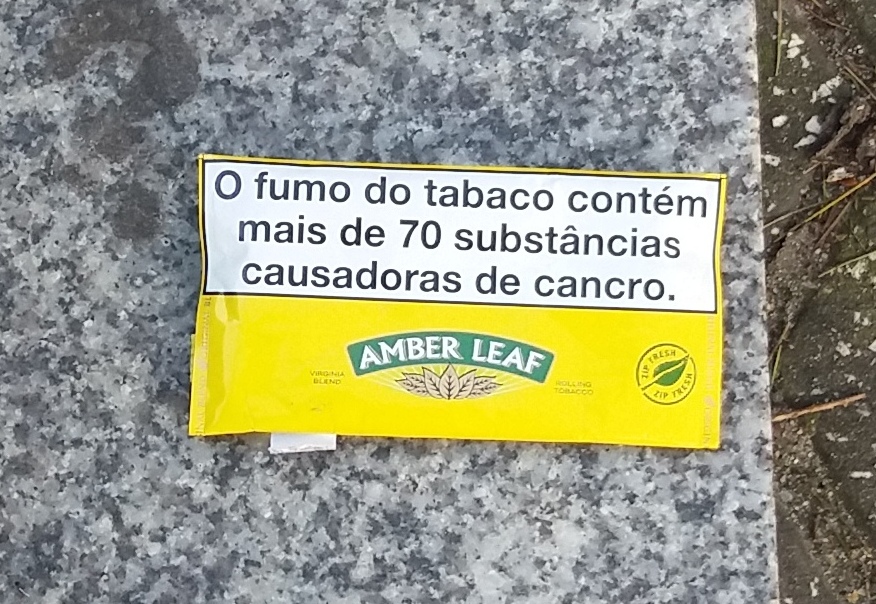 O fumo do tabaco contém
mais de 70 substâncias
causadoras de cancro.
AMBER LEAF
VIRGINIA
BLEND
ROLLING
TOBACCO
ZIP FRESH
ZIP FRESH